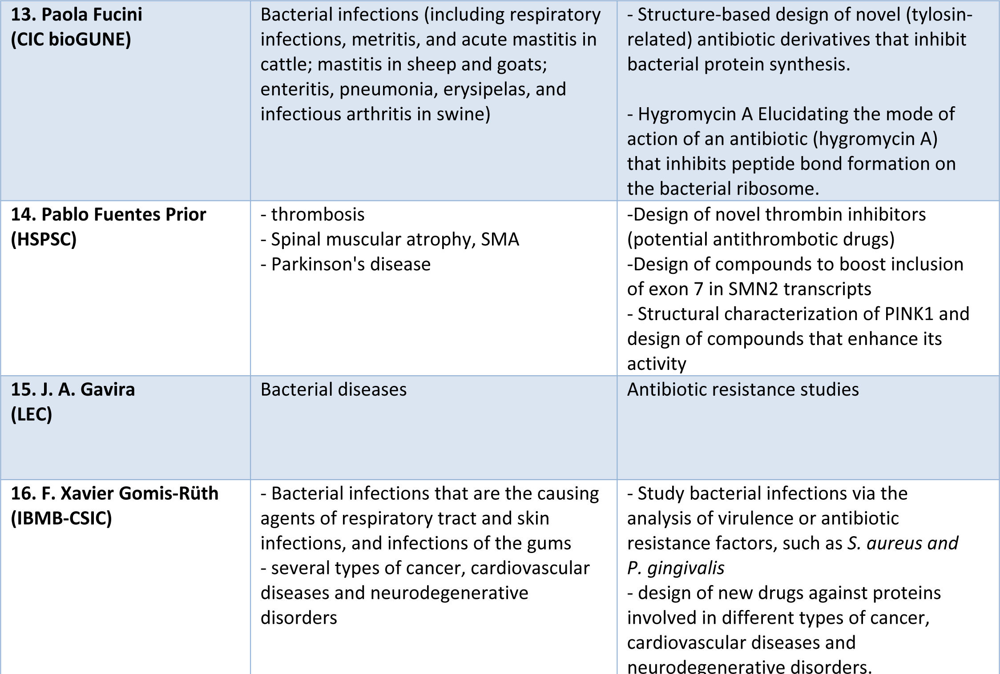 13. Paola Fucini
(CIC bioGUNE)
Bacterial infections (including respiratory
infections, metritis, and acute mastitis in
cattle; mastitis in sheep and goats;
enteritis, pneumonia, erysipelas, and
infectious arthritis in swine)
- Structure-based design of novel (tylosin-
related) antibiotic derivatives that inhibit
bacterial protein synthesis.
- Hygromycin A Elucidating the mode of
action of an antibiotic (hygromycin A)
that inhibits peptide bond formation on
the bacterial ribosome.
14. Pablo Fuentes Prior
(HSPSC)
- thrombosis
- Spinal muscular atrophy, SMA
- Parkinson's disease
-Design of novel thrombin inhibitors
(potential antithrombotic drugs)
-Design of compounds to boost inclusion
of exon 7 in SMN2 transcripts
- Structural characterization of PINK1 and
design of compounds that enhance its
activity
15. J. A. Gavira
(LEC)
Bacterial diseases
Antibiotic resistance studies
16. F. Xavier Gomis-Rüth
(IBMB-CSIC)
- Bacterial infections that are the causing
agents of respiratory tract and skin
infections, and infections of the gums
- several types of cancer, cardiovascular
diseases and neurodegenerative
disorders
- Study bacterial infections via the
analysis of virulence or antibiotic
resistance factors, such as S. aureus and
P. gingivalis
- design of new drugs against proteins
involved in different types of cancer,
cardiovascular diseases and
neurodegenerative disorders.